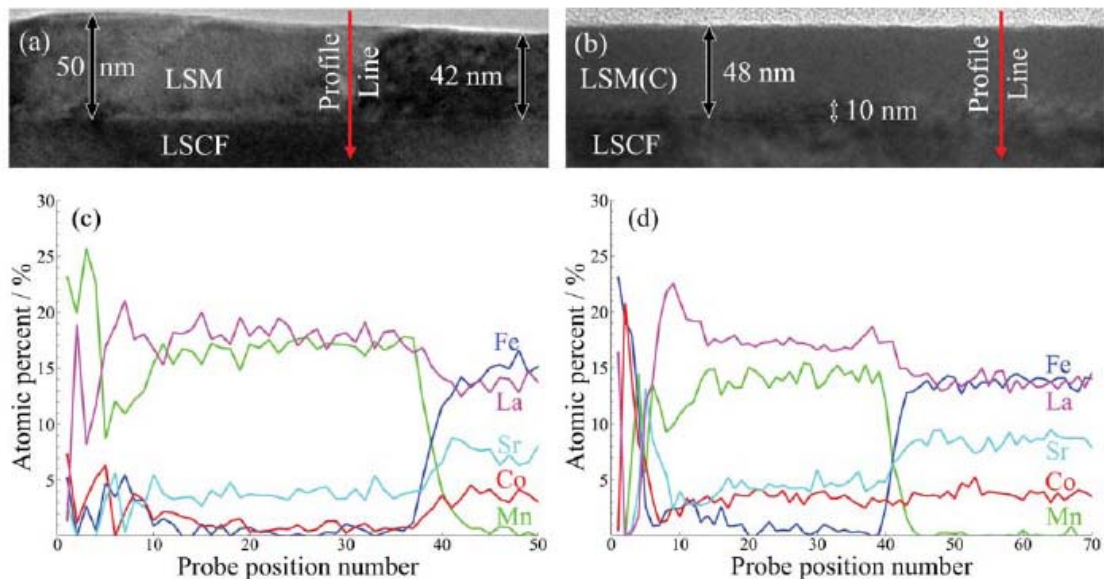 (a)
50 nm
LSM
Profile
Line
42 nm
LSCF
(b)
LSM(C)
48 nm
10 nm
Profile
Line
LSCF
(c)
Atomic percent / %
30
25
20
15
10
5
0 10 20 30 40 50
Probe position number
Fe
La
Sr
Co
Mn
(d)
Atomic percent / %
30
25
20
15
10
5
0 10 20 30 40 50 60 70
Probe position number
Fe
La
Sr
Co
Mn